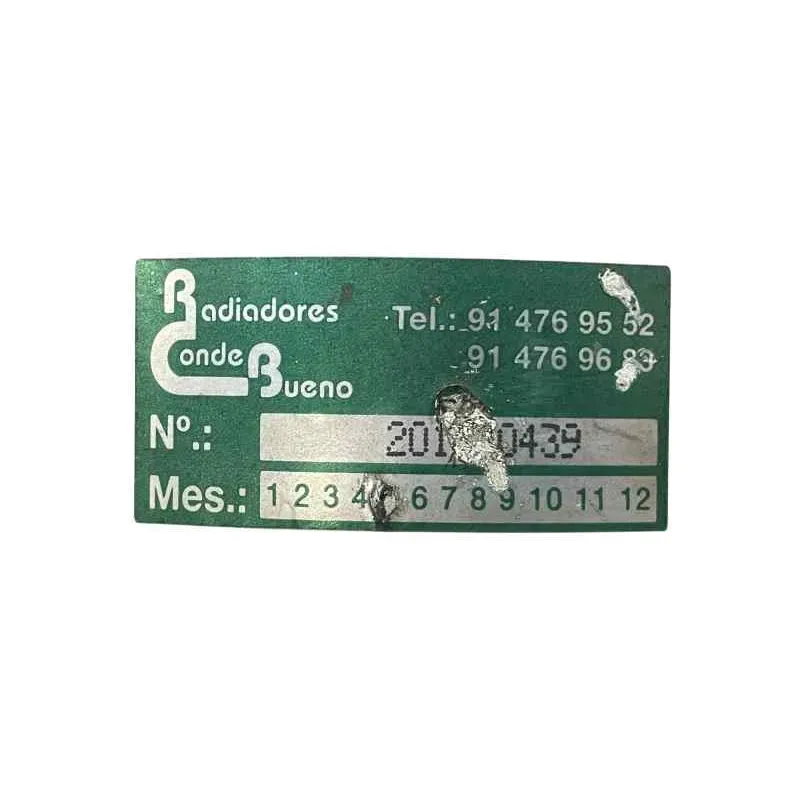 Radiadores
Conde
Bueno
Tel.: 91 476 95 52
91 476 96
Nº.:
Mes.: 1 2 3 4 6 7 8 9 10 11 12